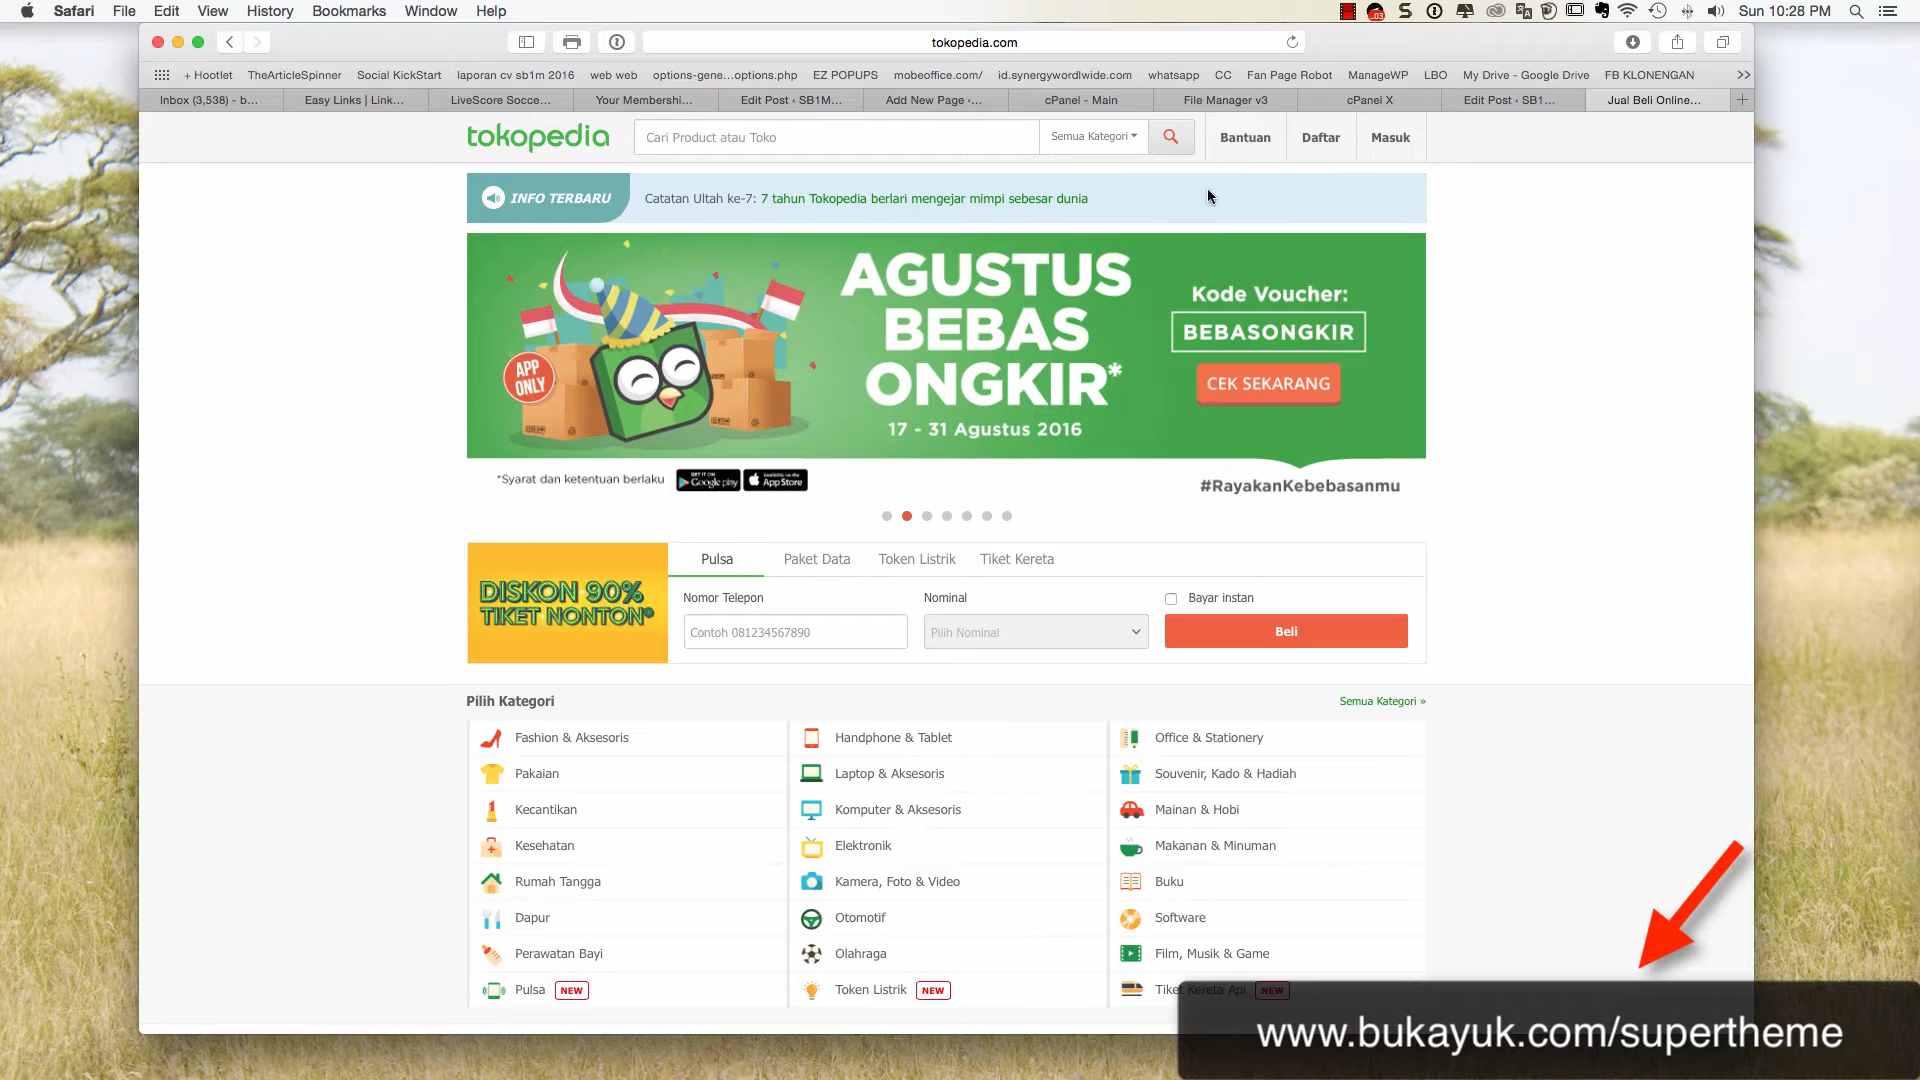 Safari File Edit View History Bookmarks Window Help
.03
Sun 10:28 PM
tokopedia.com
+ Hootlet TheArticleSpinner Social KickStart laporan cv sb1m 2016 web web options-gene...options.php EZ POPUPS mobeoffice.com/ id.synergywordlwide.com whatsapp CC Fan Page Robot ManageWP LBO My Drive - Google Drive FB KLONENGAN
Inbox (3,538) - b... Easy Links | Link... LiveScore Socce... Your Membershi... Edit Post ‹ SB1M... Add New Page ‹... cPanel - Main File Manager v3 cPanel X Edit Post ‹ SB1... Jual Beli Online...
tokopedia Cari Product atau Toko Semua Kategori Bantuan Daftar Masuk
INFO TERBARU Catatan Ultah ke-7: 7 tahun Tokopedia berlari mengejar mimpi sebesar dunia
AGUSTUS
BEBAS
ONGKIR*
17 - 31 Agustus 2016
APP
ONLY
Kode Voucher:
BEBASONGKIR
CEK SEKARANG
*Syarat dan ketentuan berlaku
GET IT ON
Google play
Available on the
App Store
#RayakanKebebasanmu
DISKON 90%
TIKET NONTON*
Pulsa Paket Data Token Listrik Tiket Kereta
Nomor Telepon Nominal Bayar instan
Contoh 081234567890 Pilih Nominal Beli
Pilih Kategori Semua Kategori »
Fashion & Aksesoris Handphone & Tablet Office & Stationery
Pakaian Laptop & Aksesoris Souvenir, Kado & Hadiah
Kecantikan Komputer & Aksesoris Mainan & Hobi
Kesehatan Elektronik Makanan & Minuman
Rumah Tangga Kamera, Foto & Video Buku
Dapur Otomotif Software
Perawatan Bayi Olahraga Film, Musik & Game
Pulsa NEW Token Listrik NEW Tiket Kereta Api NEW
www.bukayuk.com/supertheme